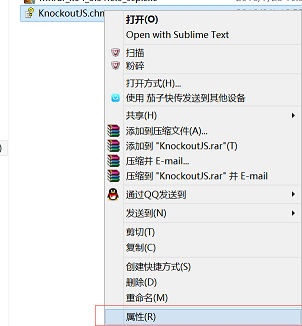 KnockoutJS.chm
打开(O)
Open with Sublime Text
扫描
粉碎
打开方式(H)...
使用 茄子快传发送到其他设备
共享(H)
添加到压缩文件(A)...
添加到 "KnockoutJS.rar"(T)
压缩并 E-mail...
压缩到 "KnockoutJS.rar" 并 E-mail
通过QQ发送到
发送到(N)
剪切(T)
复制(C)
创建快捷方式(S)
删除(D)
重命名(M)
属性(R)